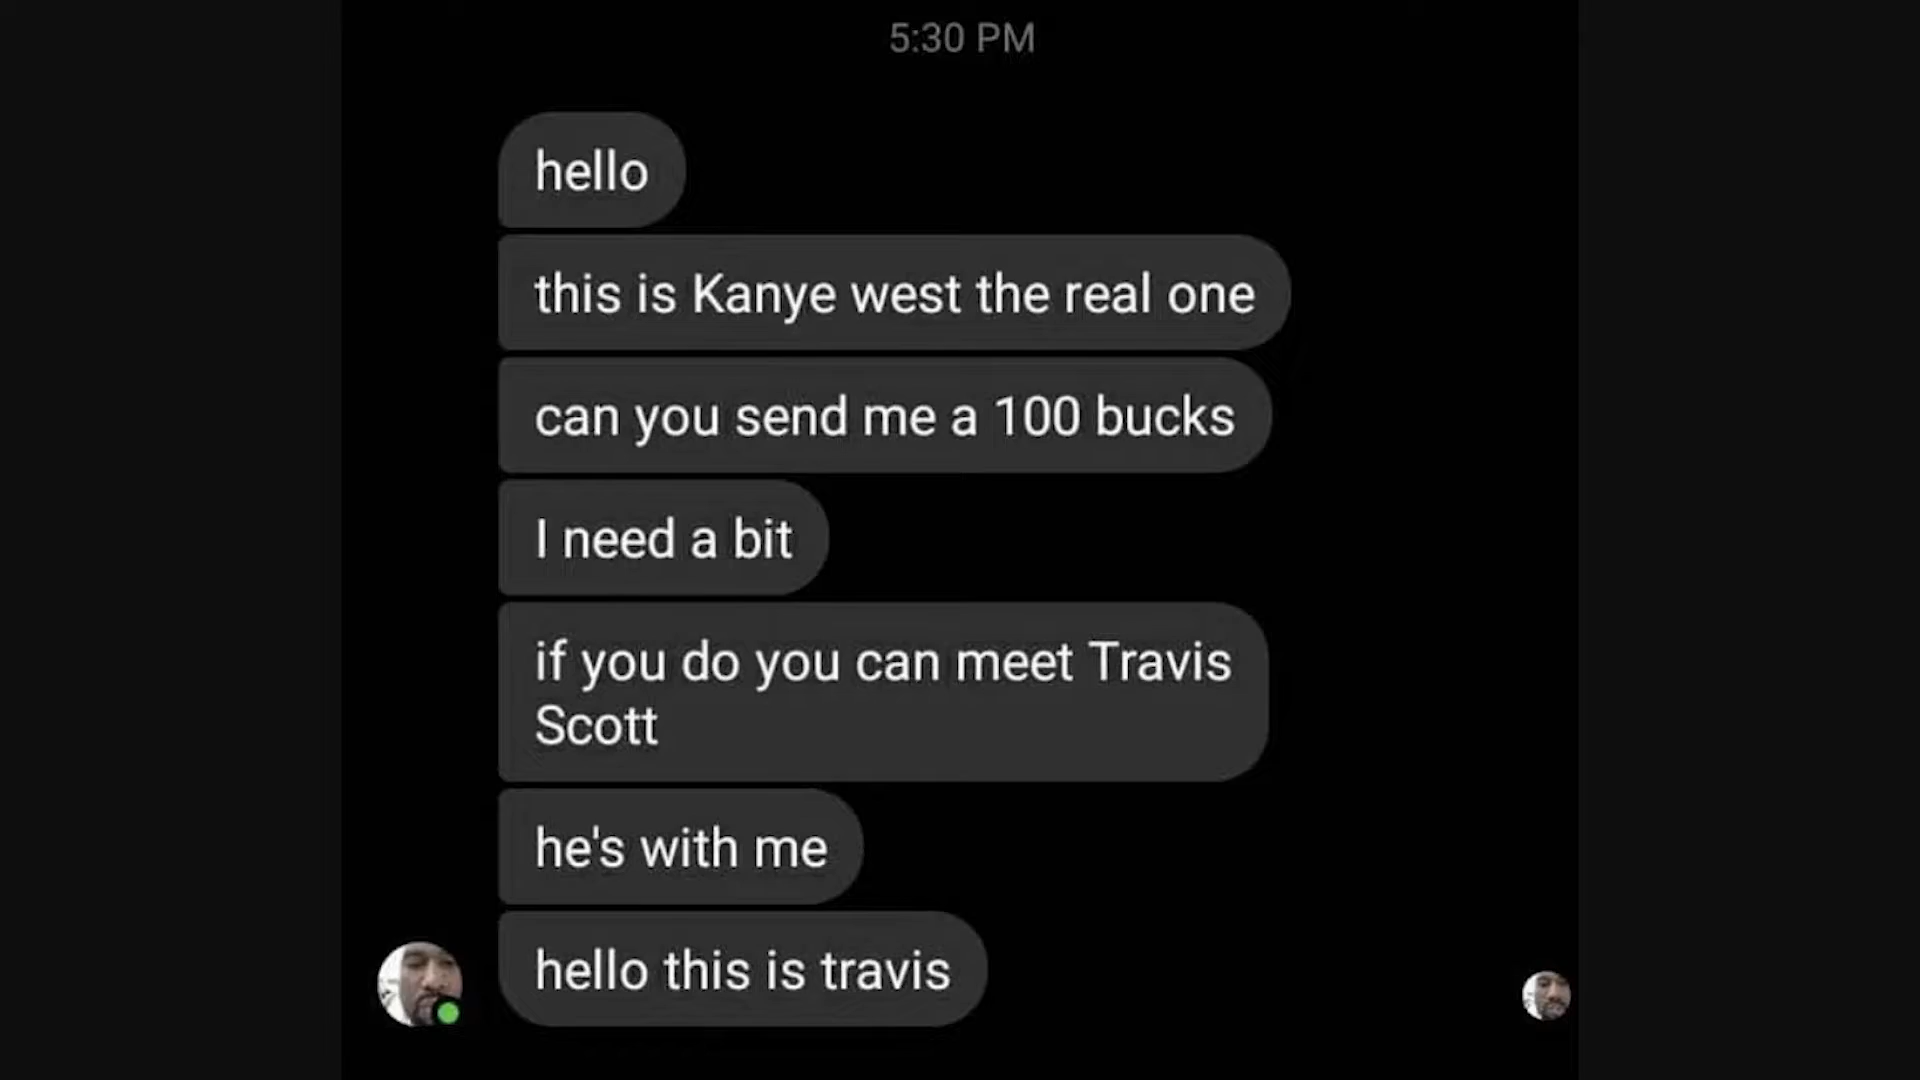 5:30 PM
hello
this is Kanye west the real one
can you send me a 100 bucks
I need a bit
if you do you can meet Travis
Scott
he's with me
hello this is travis